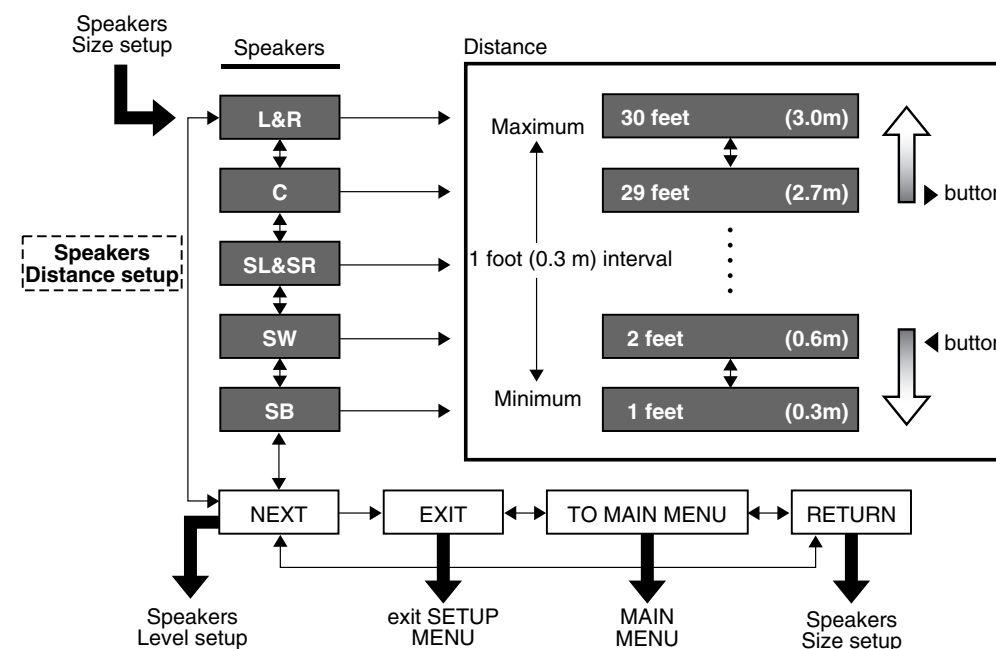 Speakers
Size setup
Speakers
Distance
L&R
C
SL&SR
SW
SB
Speakers
Distance setup
Maximum
1 foot (0.3 m) interval
Minimum
30 feet (3.0m)
29 feet (2.7m)
2 feet (0.6m)
1 feet (0.3m)
button
button
NEXT
EXIT
TO MAIN MENU
RETURN
Speakers
Level setup
exit SETUP
MENU
MAIN
MENU
Speakers
Size setup